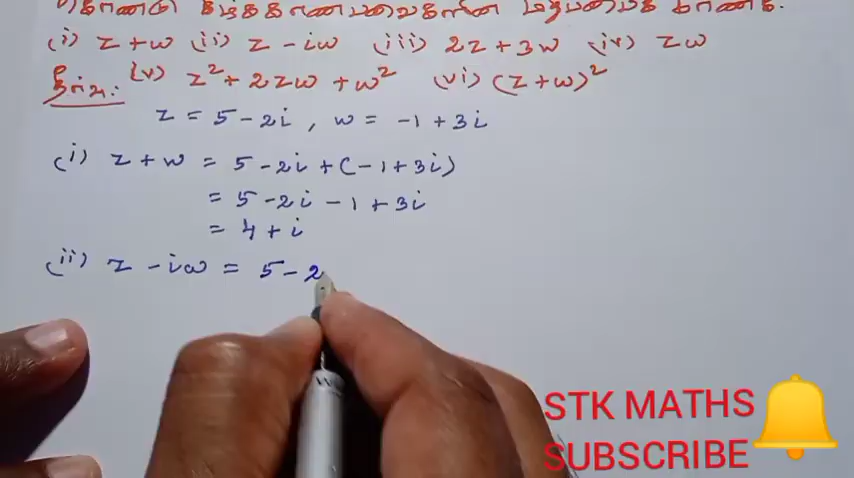 (i) z + w (ii) z - iw (iii) 2z + 3w (iv) zw
தீர்வு: (v) z² + 2zw + w² (vi) (z + w)²
z = 5 - 2i, w = -1 + 3i
(i) z + w = 5 - 2i + (-1 + 3i)
= 5 - 2i - 1 + 3i
= 4 + i
(ii) z - iw = 5 - 2
STK MATHS
SUBSCRIBE